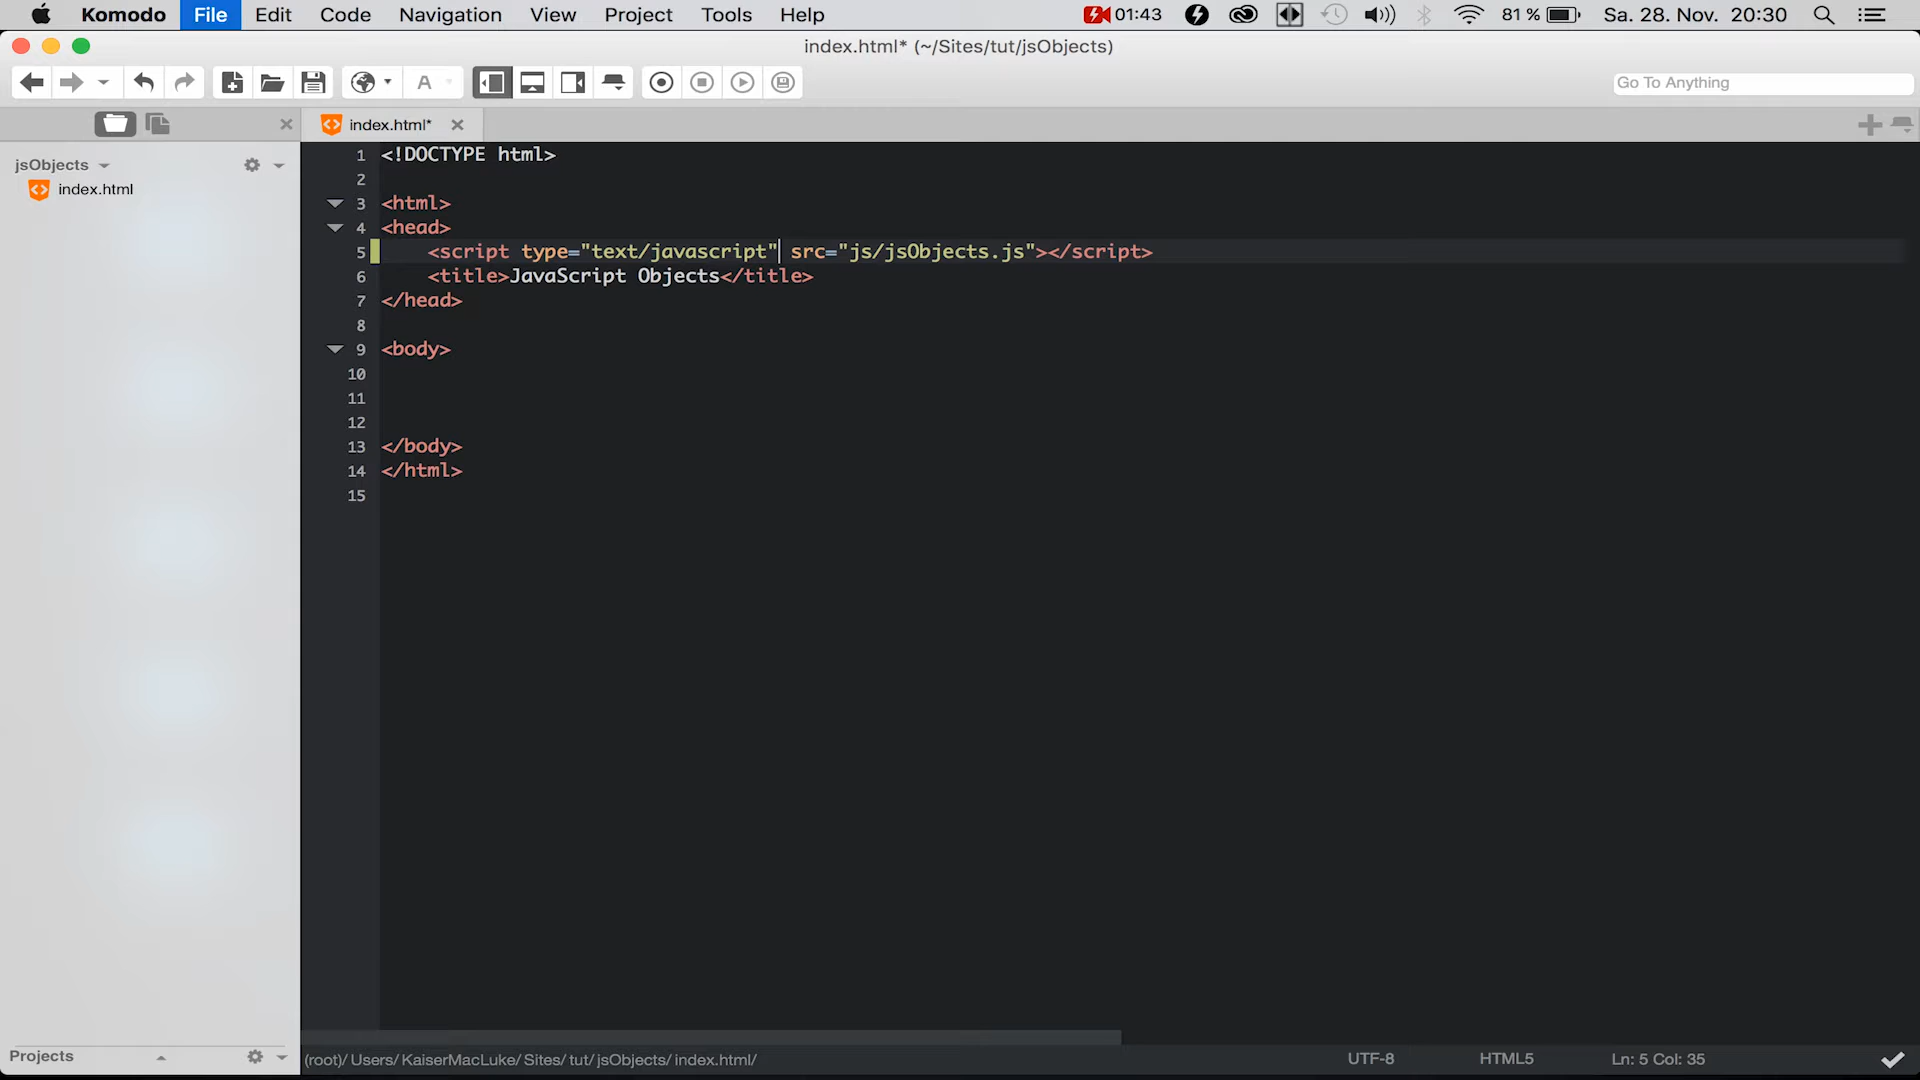 Komodo File Edit Code Navigation View Project Tools Help 01:43 81 % Sa. 28. Nov. 20:30
index.html* (~/Sites/tut/jsObjects)
A Go To Anything
index.html*
jsObjects
index.html
1 <!DOCTYPE html>
2
3 <html>
4 <head>
5 <script type="text/javascript" src="js/jsObjects.js"></script>
6 <title>JavaScript Objects</title>
7 </head>
8
9 <body>
10
11
12
13 </body>
14 </html>
15
Projects (root)/ Users/ KaiserMacLuke/ Sites/ tut/ jsObjects/ index.html/ UTF-8 HTML5 Ln: 5 Col: 35